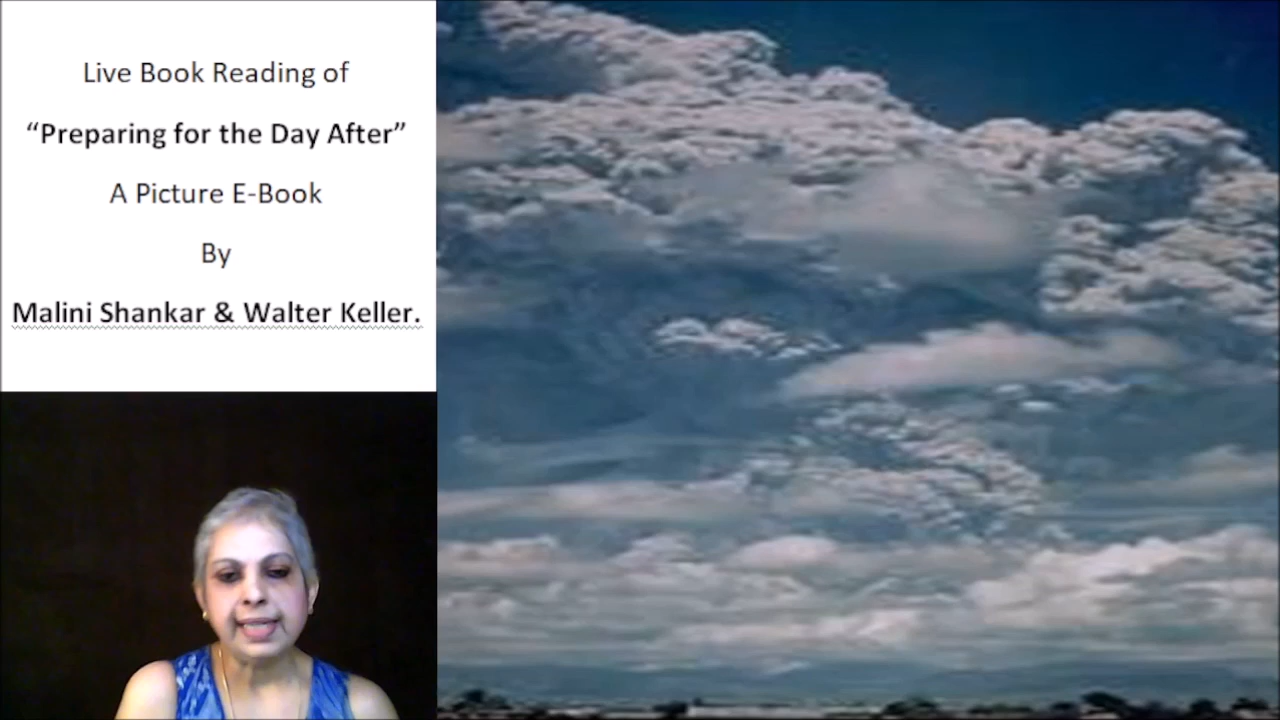 Live Book Reading of
“Preparing for the Day After”
A Picture E-Book
By
Malini Shankar & Walter Keller.